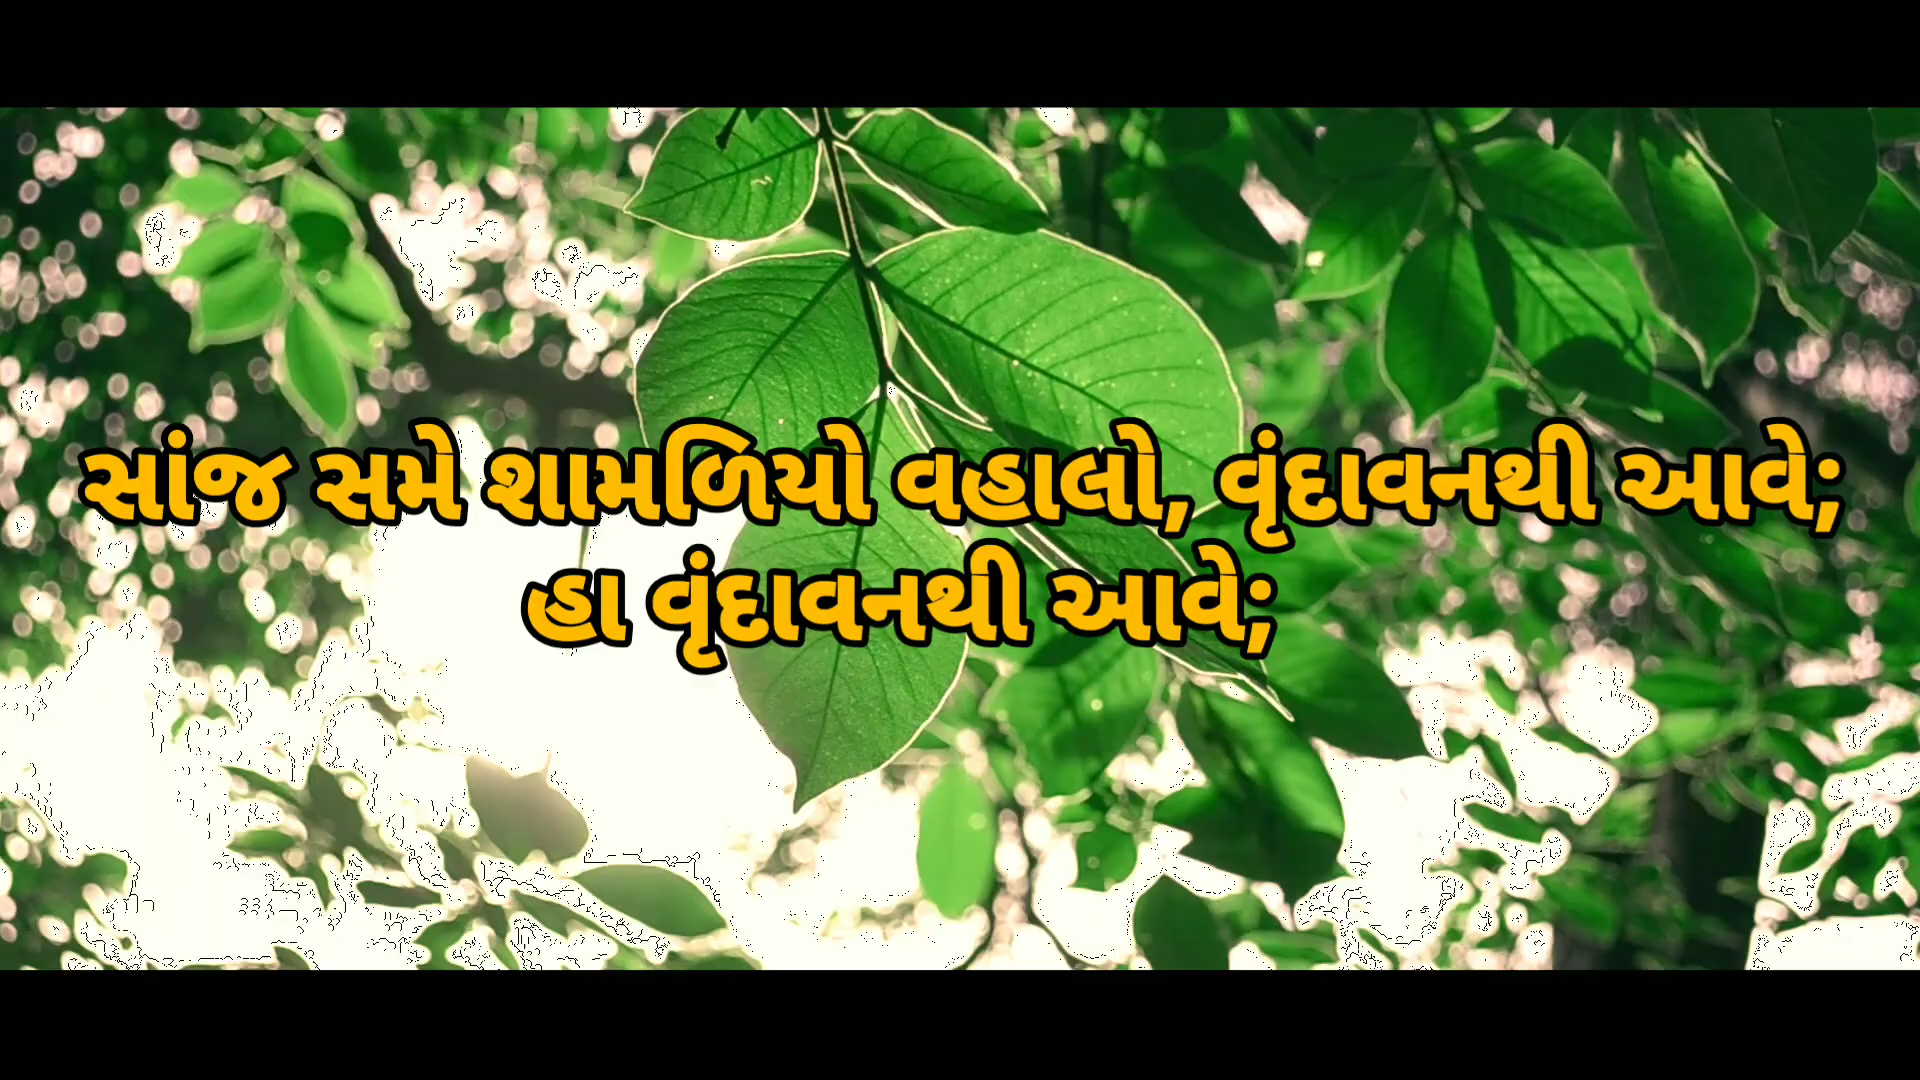 સાંજ સમે શામળિયો વહાલો, વૃંદાવનથી આવે;
હા વૃંદાવનથી આવે;